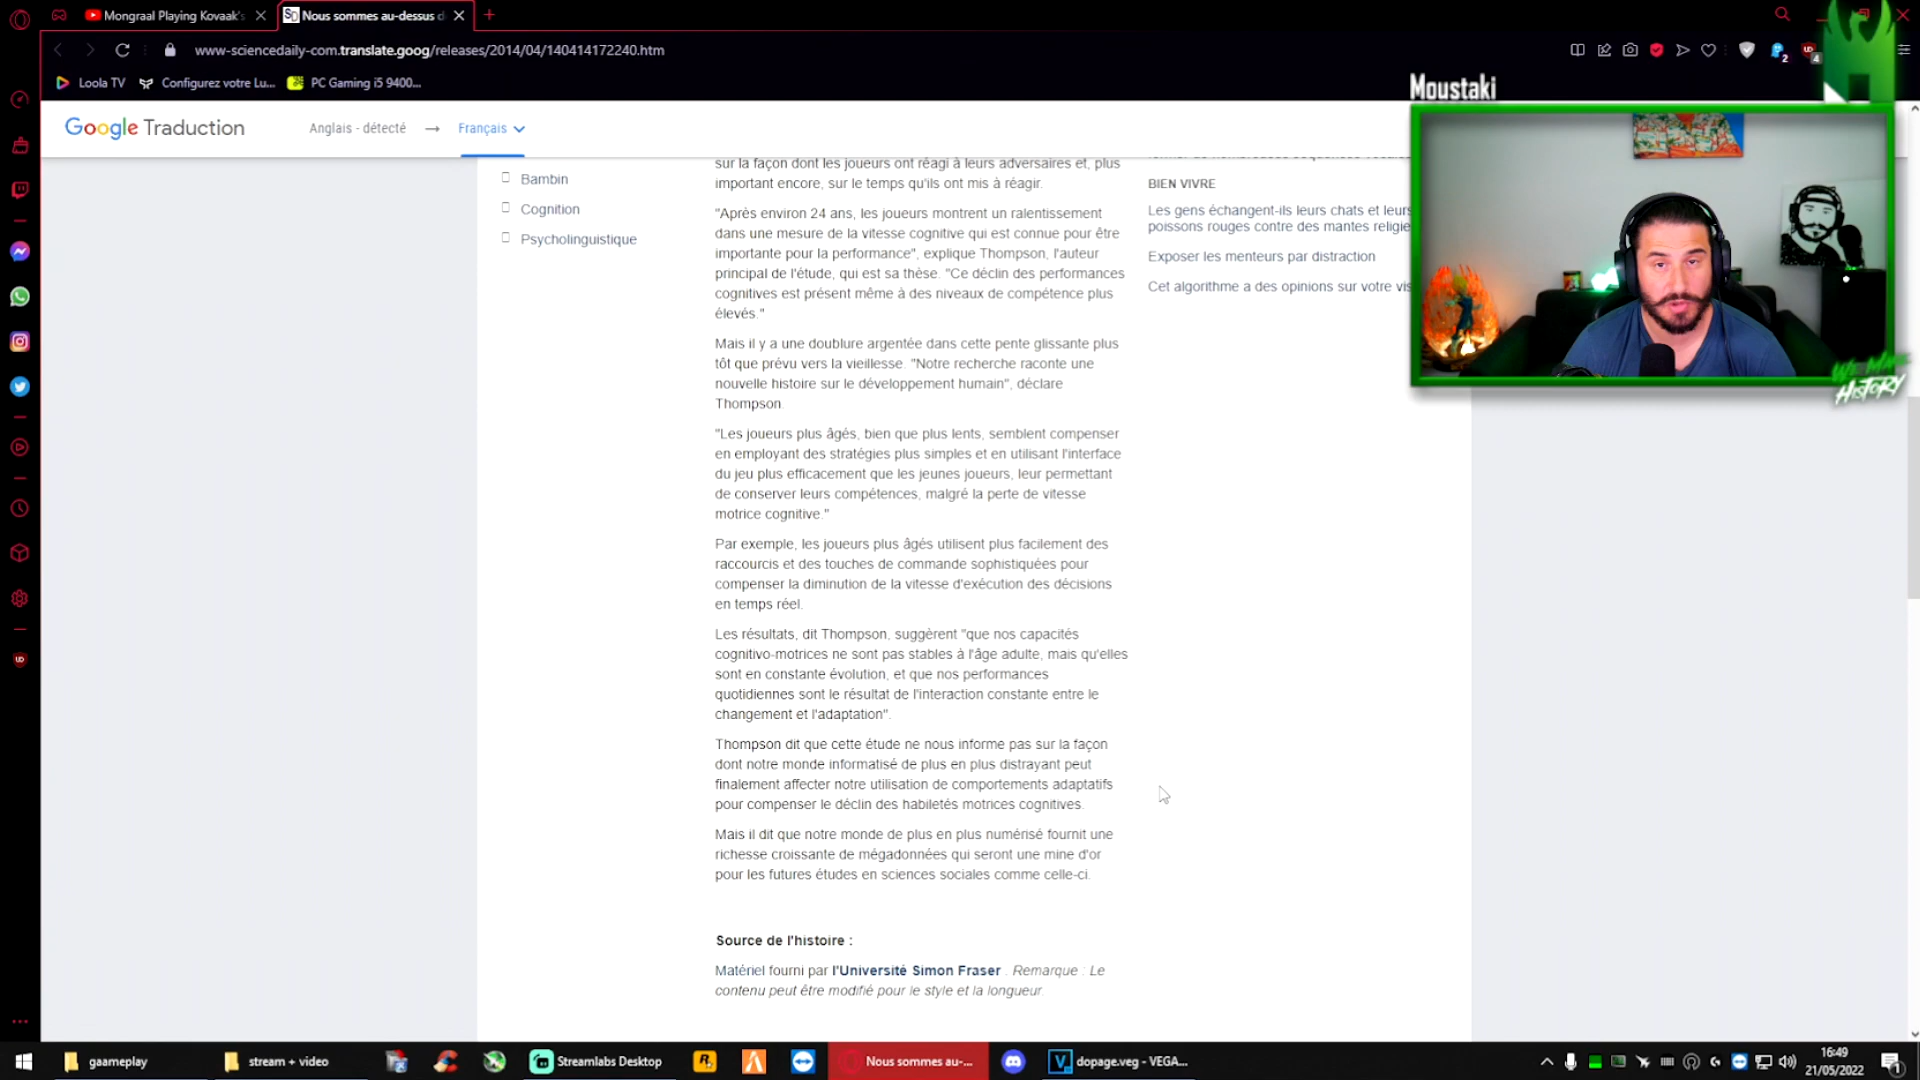 Mongraal Playing Kovaak's
Nous sommes au-dessus d
www-sciencedaily-com.translate.goog/releases/2014/04/140414172240.htm
2
4
Loola TV
Configurez votre Lu...
PC Gaming i5 9400...
Moustaki
Google Traduction
Anglais - détecté
Français
Bambin
Cognition
Psycholinguistique
sur la façon dont les joueurs ont réagi à leurs adversaires et, plus
important encore, sur le temps qu'ils ont mis à réagir.
"Après environ 24 ans, les joueurs montrent un ralentissement
dans une mesure de la vitesse cognitive qui est connue pour être
importante pour la performance", explique Thompson, l'auteur
principal de l'étude, qui est sa thèse. "Ce déclin des performances
cognitives est présent même à des niveaux de compétence plus
élevés."
Mais il y a une doublure argentée dans cette pente glissante plus
tôt que prévu vers la vieillesse. "Notre recherche raconte une
nouvelle histoire sur le développement humain", déclare
Thompson.
"Les joueurs plus âgés, bien que plus lents, semblent compenser
en employant des stratégies plus simples et en utilisant l'interface
du jeu plus efficacement que les jeunes joueurs, leur permettant
de conserver leurs compétences, malgré la perte de vitesse
motrice cognitive."
Par exemple, les joueurs plus âgés utilisent plus facilement des
raccourcis et des touches de commande sophistiquées pour
compenser la diminution de la vitesse d'exécution des décisions
en temps réel.
Les résultats, dit Thompson, suggèrent "que nos capacités
cognitivo-motrices ne sont pas stables à l'âge adulte, mais qu'elles
sont en constante évolution, et que nos performances
quotidiennes sont le résultat de l'interaction constante entre le
changement et l'adaptation".
Thompson dit que cette étude ne nous informe pas sur la façon
dont notre monde informatisé de plus en plus distrayant peut
finalement affecter notre utilisation de comportements adaptatifs
pour compenser le déclin des habiletés motrices cognitives.
Mais il dit que notre monde de plus en plus numérisé fournit une
richesse croissante de mégadonnées qui seront une mine d'or
pour les futures études en sciences sociales comme celle-ci.
Source de l'histoire :
Matériel fourni par l'Université Simon Fraser . Remarque : Le
contenu peut être modifié pour le style et la longueur.
BIEN VIVRE
Les gens échangent-ils leurs chats et leurs
poissons rouges contre des mantes religie
Exposer les menteurs par distraction
Cet algorithme a des opinions sur votre vis
WE MAKE
HISTORY
gaameplay
stream + video
Streamlabs Desktop
Nous sommes au-...
dopage.veg - VEGA...
16:49
21/05/2022
1